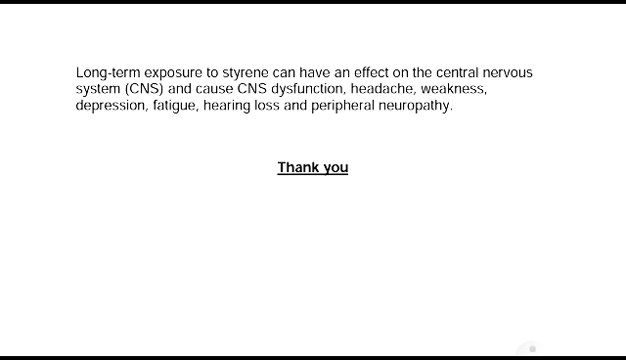 Long-term exposure to styrene can have an effect on the central nervous
system (CNS) and cause CNS dysfunction, headache, weakness,
depression, fatigue, hearing loss and peripheral neuropathy.
Thank you